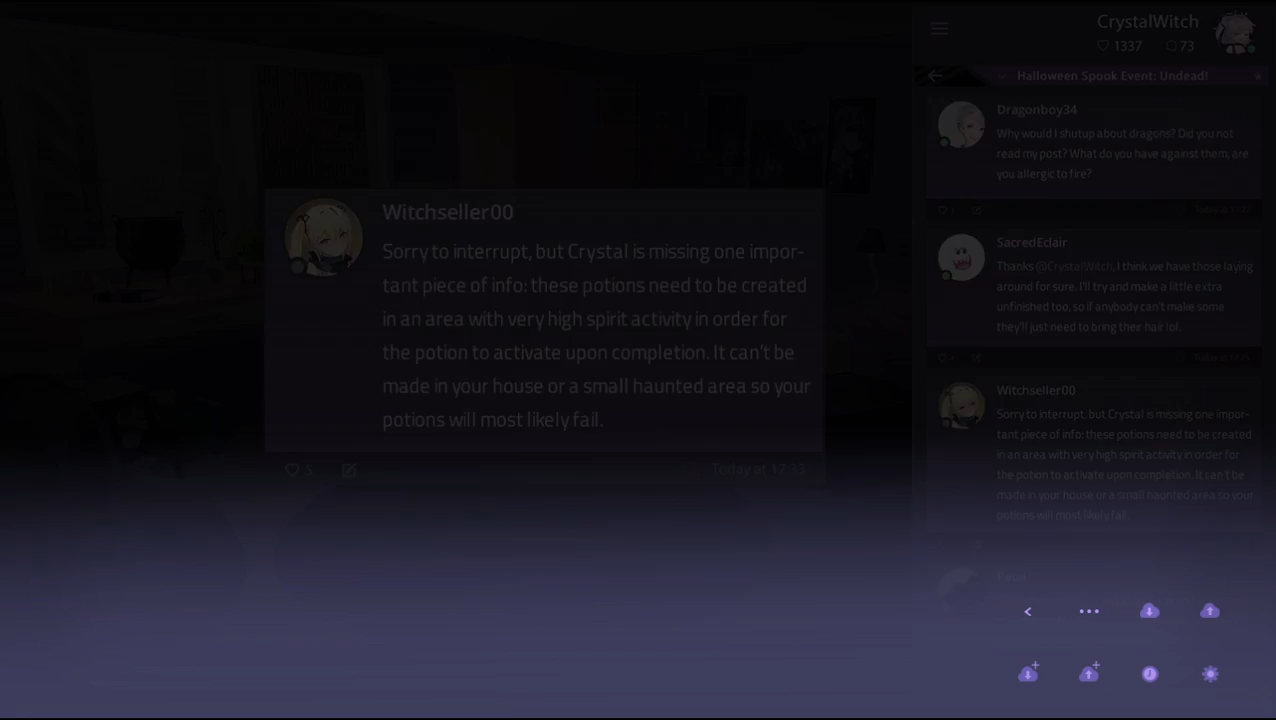 CrystalWitch
1337
73
Halloween Spook Event: Undead!
Witchseller00
Sorry to interrupt, but Crystal is missing one impor-
tant piece of info: these potions need to be created
in an area with very high spirit activity in order for
the potion to activate upon completion. It can't be
made in your house or a small haunted area so your
potions will most likely fail.
5
Today at 17:33
Dragonboy34
Why would I shutup about dragons? Did you not
read my post? What do you have against them, are
you allergic to fire?
1
SacredEclair
Thanks @CrystalWitch, I think we have those laying
around for sure. I'll try and make a little extra
unfinished too, so if anybody can't make some
they'll just need to bring their hair lol.
4
Witchseller00
Sorry to interrupt, but Crystal is missing one impor-
tant piece of info: these potions need to be created
in an area with very high spirit activity in order for
the potion to activate upon completion. It can't be
made in your house or a small haunted area so your
potions will most likely fail.